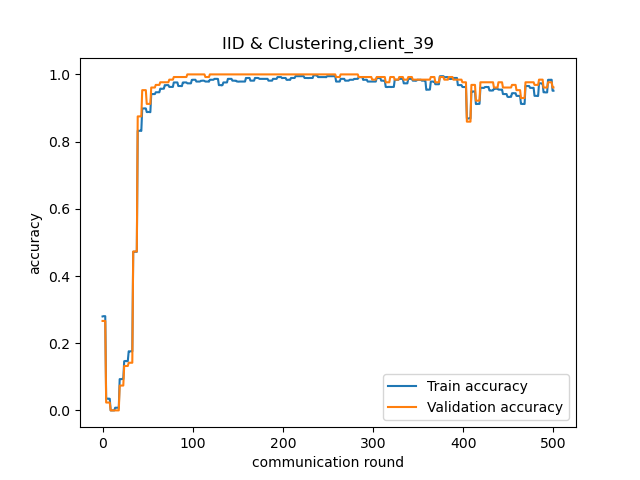 IID & Clustering,client_39
1.0
0.8
0.6
0.4
0.2
0.0
accuracy
Train accuracy
Validation accuracy
0 100 200 300 400 500
communication round